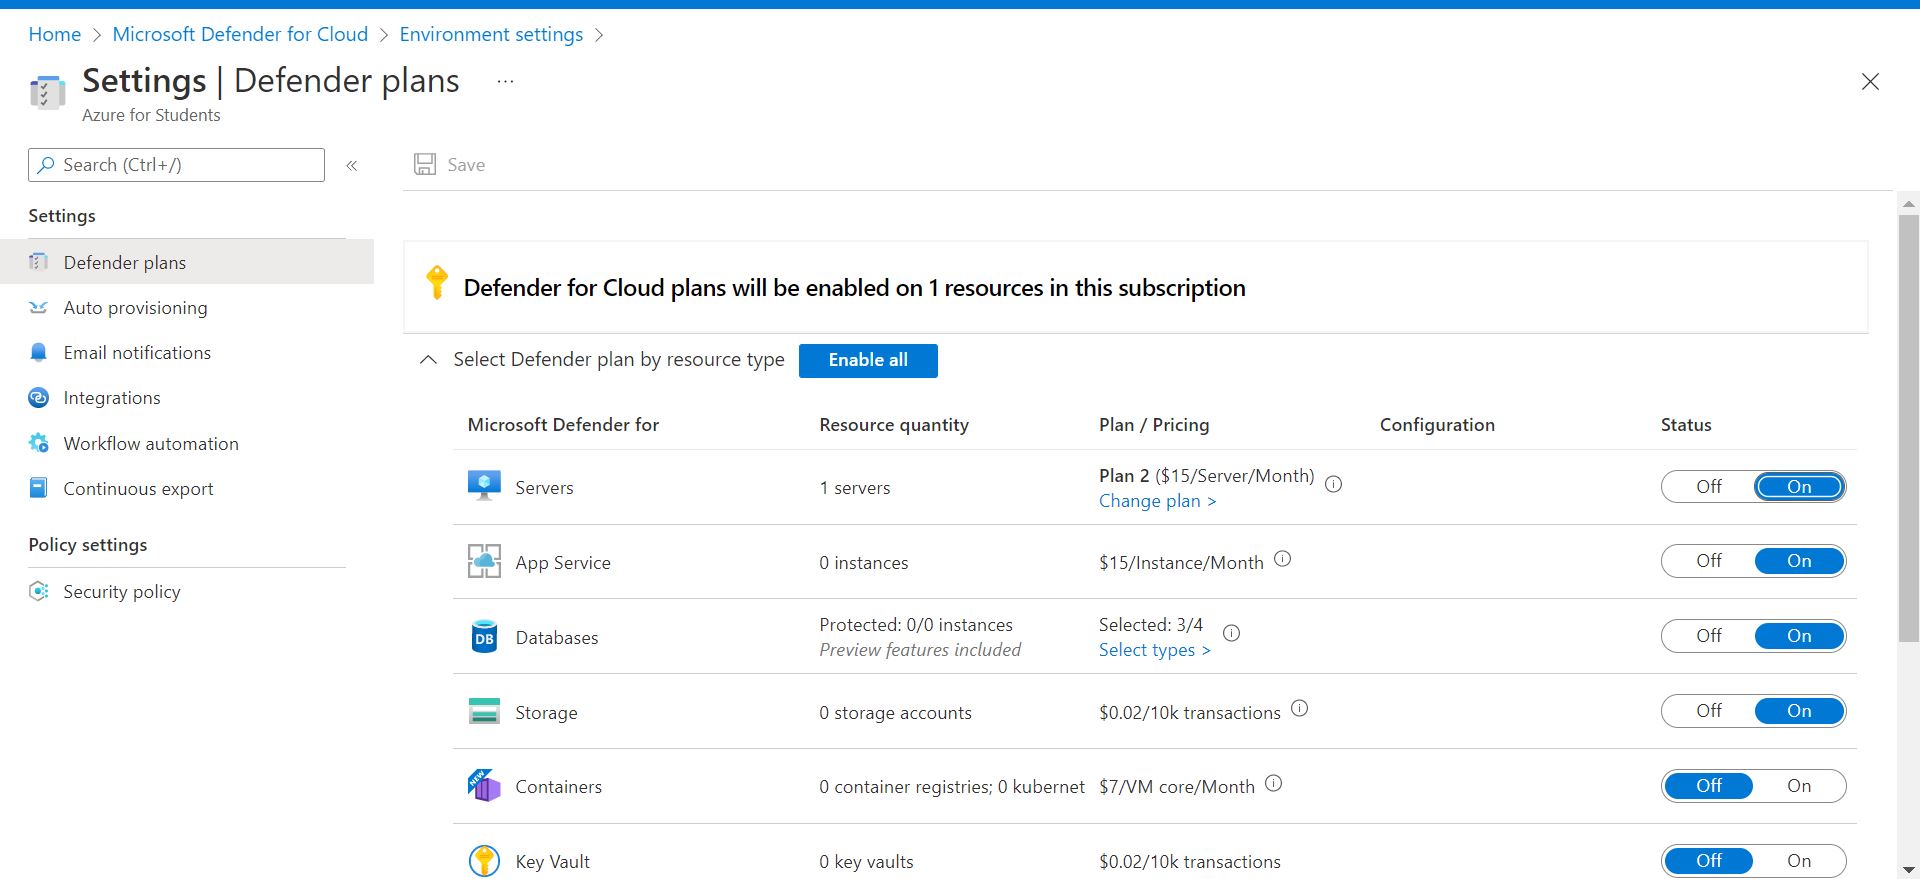 Home > Microsoft Defender for Cloud > Environment settings >
Settings | Defender plans ...
Azure for Students
Search (Ctrl+/)
«
Save
Settings
Defender plans
Auto provisioning
Email notifications
Integrations
Workflow automation
Continuous export
Policy settings
Security policy
Defender for Cloud plans will be enabled on 1 resources in this subscription
Select Defender plan by resource type Enable all
Microsoft Defender for Resource quantity Plan / Pricing Configuration Status
Servers 1 servers Plan 2 ($15/Server/Month) Off On
Change plan >
App Service 0 instances $15/Instance/Month Off On
DB Databases Protected: 0/0 instances Selected: 3/4 Off On
Preview features included Select types >
Storage 0 storage accounts $0.02/10k transactions Off On
NEW Containers 0 container registries; 0 kubernet $7/VM core/Month Off On
Key Vault 0 key vaults $0.02/10k transactions Off On